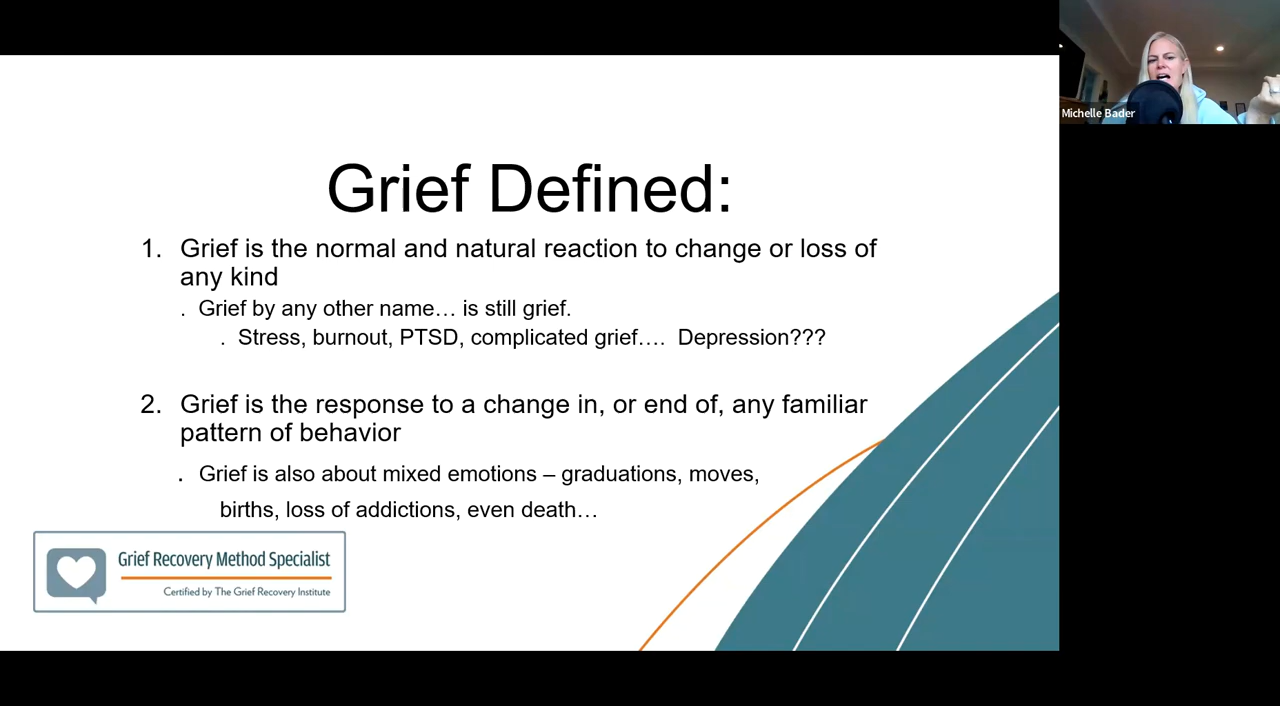 Michelle Bader
Grief Defined:
1. Grief is the normal and natural reaction to change or loss of
any kind
. Grief by any other name… is still grief.
. Stress, burnout, PTSD, complicated grief…. Depression???
2. Grief is the response to a change in, or end of, any familiar
pattern of behavior
. Grief is also about mixed emotions – graduations, moves,
births, loss of addictions, even death…
Grief Recovery Method Specialist
Certified by The Grief Recovery Institute